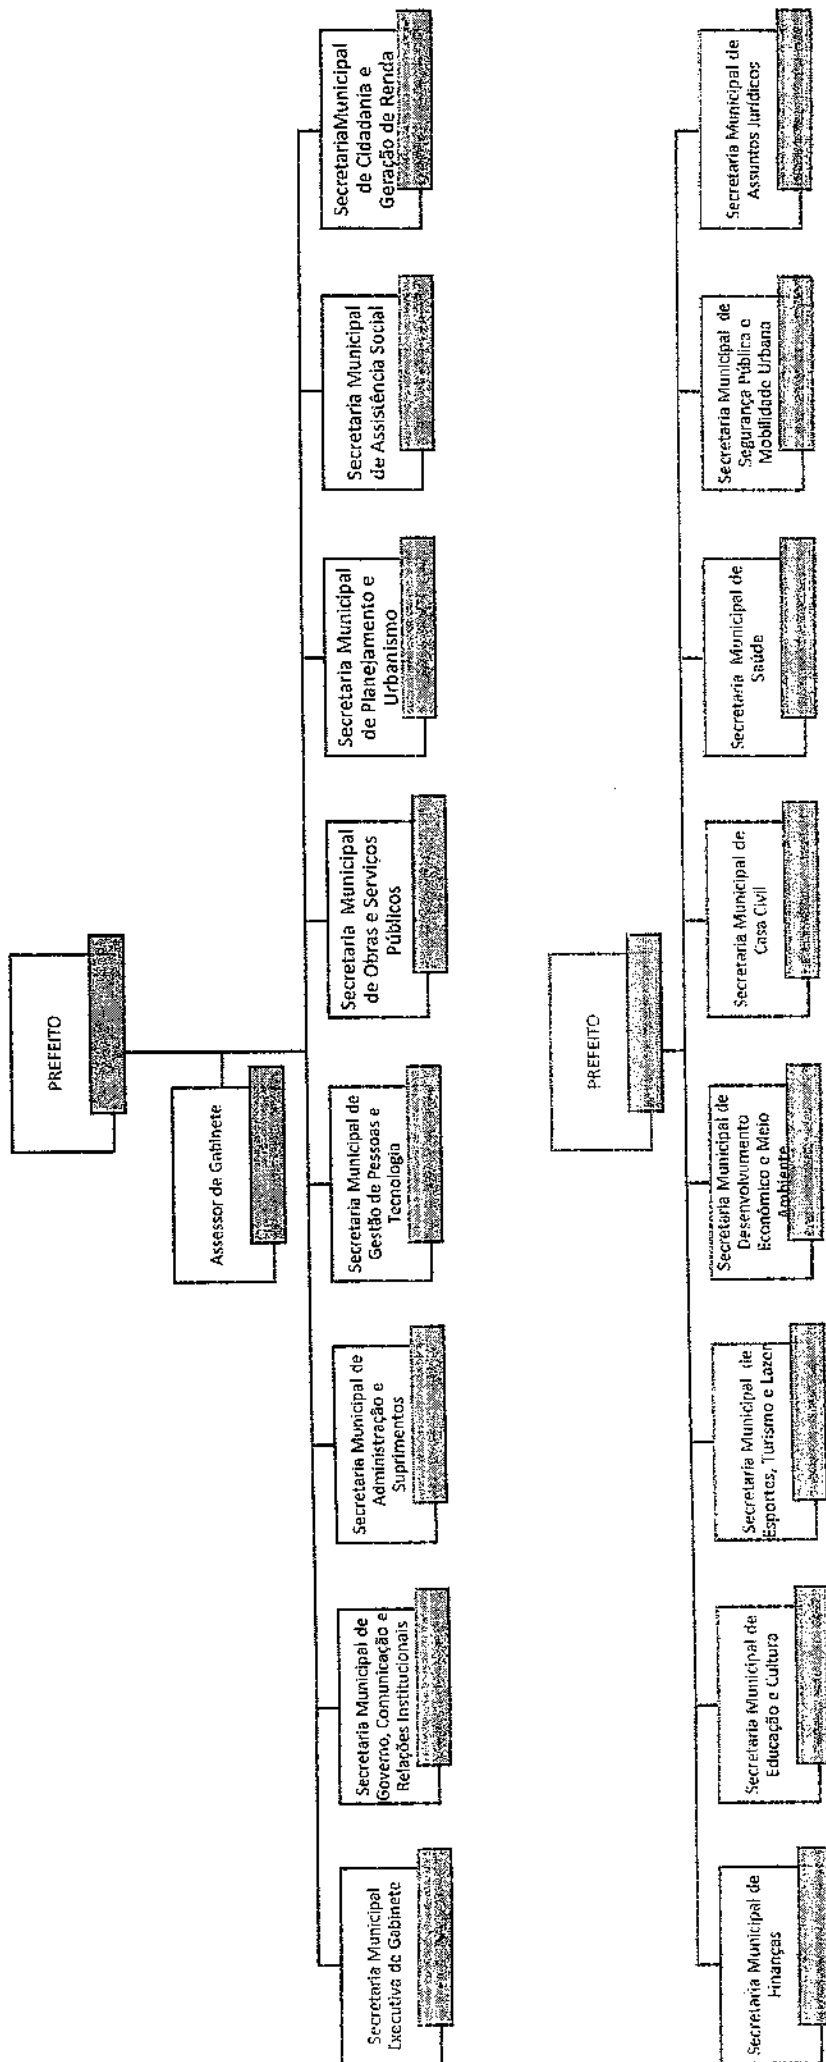 PREFEITO
Assessor de Gabinete
Secretaria Municipal
Executiva de Gabinete
Secretaria Municipal de
Governo, Comunicação e
Relações Institucionais
Secretaria Municipal de
Administração e
Suprimentos
Secretaria Municipal de
Gestão de Pessoas e
Tecnologia
Secretaria Municipal
de Obras e Serviços
Públicos
Secretaria Municipal
de Planejamento e
Urbanismo
Secretaria Municipal
de Assistência Social
SecretariaMunicipal
de Cidadania e
Geração de Renda
PREFEITO
Secretaria Municipal de
Finanças
Secretaria Municipal de
Educação e Cultura
Secretaria Municipal de
Esportes, Turismo e Lazer
Secretaria Municipal de
Desenvolvimento
Econômico e Meio
Ambiente
Secretaria Municipal de
Casa Civil
Secretaria Municipal de
Saúde
Secretaria Municipal de
Segurança Pública e
Mobilidade Urbana
Secretaria Municipal de
Assuntos Jurídicos